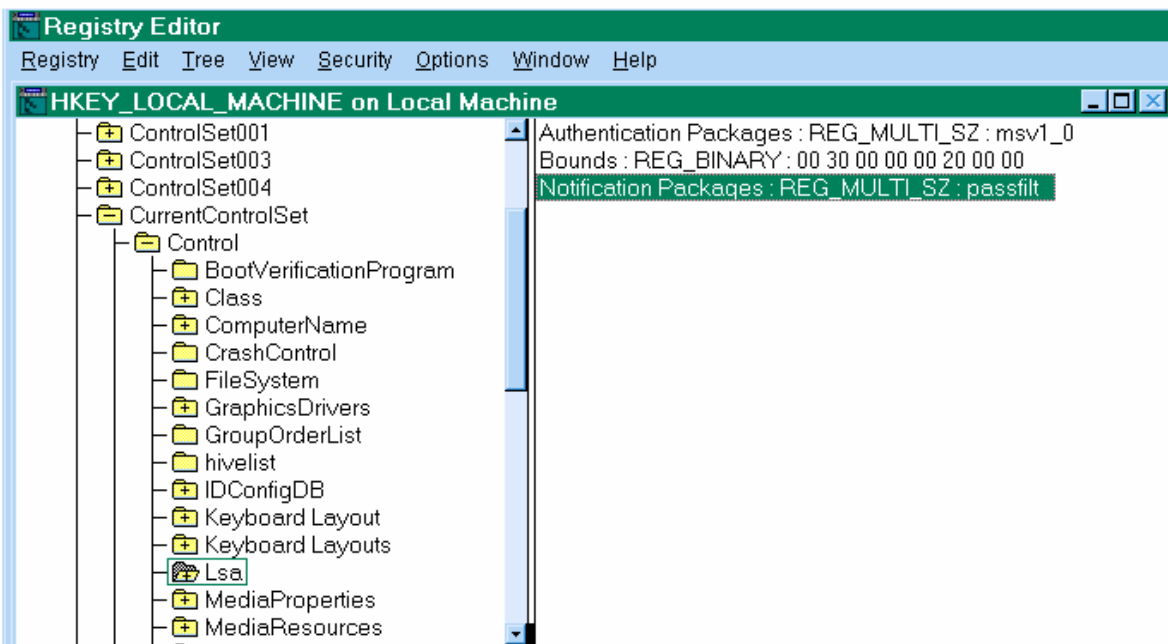 Registry Editor
Registry Edit Tree View Security Options Window Help
HKEY_LOCAL_MACHINE on Local Machine
ControlSet001
ControlSet003
ControlSet004
CurrentControlSet
Control
BootVerificationProgram
Class
ComputerName
CrashControl
FileSystem
GraphicsDrivers
GroupOrderList
hivelist
IDConfigDB
Keyboard Layout
Keyboard Layouts
Lsa
MediaProperties
MediaResources
Authentication Packages : REG_MULTI_SZ : msv1_0
Bounds : REG_BINARY : 00 30 00 00 00 20 00 00
Notification Packages : REG_MULTI_SZ : passfilt